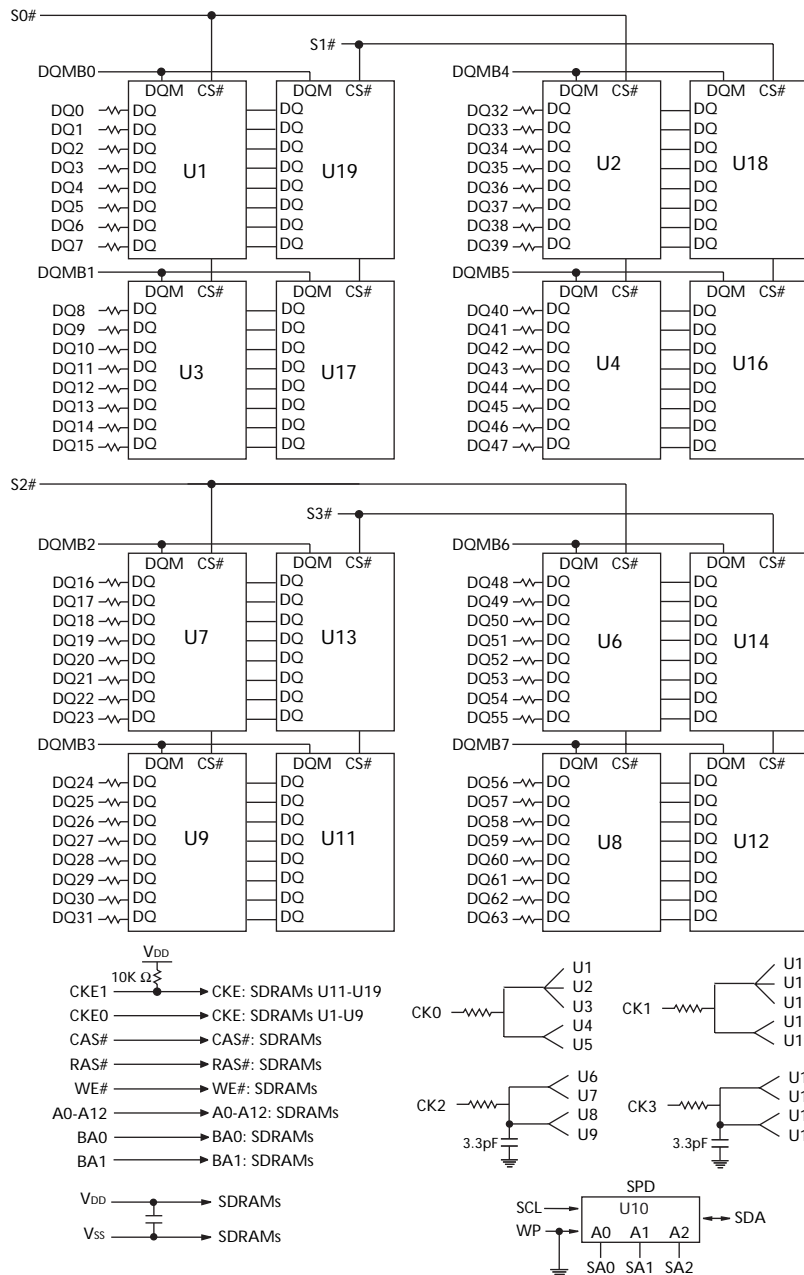 S0#
S1#
DQMB0
DQM CS#
DQM CS#
DQ0 DQ DQ
DQ1 DQ DQ
DQ2 DQ DQ
DQ3 DQ DQ
DQ4 DQ DQ
DQ5 DQ DQ
DQ6 DQ DQ
DQ7 DQ DQ
U1
U19
DQMB4
DQM CS#
DQM CS#
DQ32 DQ DQ
DQ33 DQ DQ
DQ34 DQ DQ
DQ35 DQ DQ
DQ36 DQ DQ
DQ37 DQ DQ
DQ38 DQ DQ
DQ39 DQ DQ
U2
U18
DQMB1
DQM CS#
DQM CS#
DQ8 DQ DQ
DQ9 DQ DQ
DQ10 DQ DQ
DQ11 DQ DQ
DQ12 DQ DQ
DQ13 DQ DQ
DQ14 DQ DQ
DQ15 DQ DQ
U3
U17
DQMB5
DQM CS#
DQM CS#
DQ40 DQ DQ
DQ41 DQ DQ
DQ42 DQ DQ
DQ43 DQ DQ
DQ44 DQ DQ
DQ45 DQ DQ
DQ46 DQ DQ
DQ47 DQ DQ
U4
U16
S2#
S3#
DQMB2
DQM CS#
DQM CS#
DQ16 DQ DQ
DQ17 DQ DQ
DQ18 DQ DQ
DQ19 DQ DQ
DQ20 DQ DQ
DQ21 DQ DQ
DQ22 DQ DQ
DQ23 DQ DQ
U7
U13
DQMB6
DQM CS#
DQM CS#
DQ48 DQ DQ
DQ49 DQ DQ
DQ50 DQ DQ
DQ51 DQ DQ
DQ52 DQ DQ
DQ53 DQ DQ
DQ54 DQ DQ
DQ55 DQ DQ
U6
U14
DQMB3
DQM CS#
DQM CS#
DQ24 DQ DQ
DQ25 DQ DQ
DQ26 DQ DQ
DQ27 DQ DQ
DQ28 DQ DQ
DQ29 DQ DQ
DQ30 DQ DQ
DQ31 DQ DQ
U9
U11
DQMB7
DQM CS#
DQM CS#
DQ56 DQ DQ
DQ57 DQ DQ
DQ58 DQ DQ
DQ59 DQ DQ
DQ60 DQ DQ
DQ61 DQ DQ
DQ62 DQ DQ
DQ63 DQ DQ
U8
U12
VDD
10K Ω
CKE1 CKE: SDRAMs U11-U19
CKE0 CKE: SDRAMs U1-U9
CAS# CAS#: SDRAMs
RAS# RAS#: SDRAMs
WE# WE#: SDRAMs
A0-A12 A0-A12: SDRAMs
BA0 BA0: SDRAMs
BA1 BA1: SDRAMs
VDD SDRAMs
VSS SDRAMs
CK0
U1
U2
U3
U4
U5
CK1
U1
U1
U1
U1
U1
CK2
U6
U7
U8
U9
3.3pF
CK3
U1
U1
U1
U1
3.3pF
SPD
SCL
U10
WP
A0 A1 A2
SDA
SA0 SA1 SA2